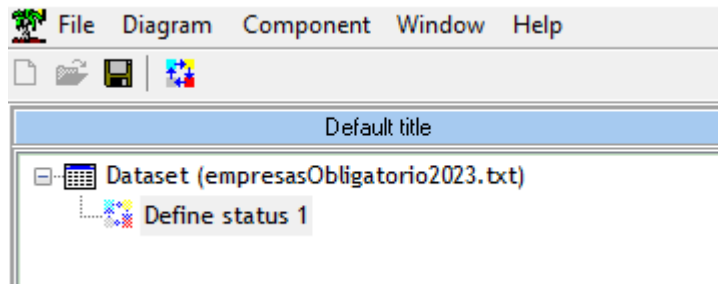 File Diagram Component Window Help
Default title
Dataset (empresasObligatorio2023.txt)
Define status 1